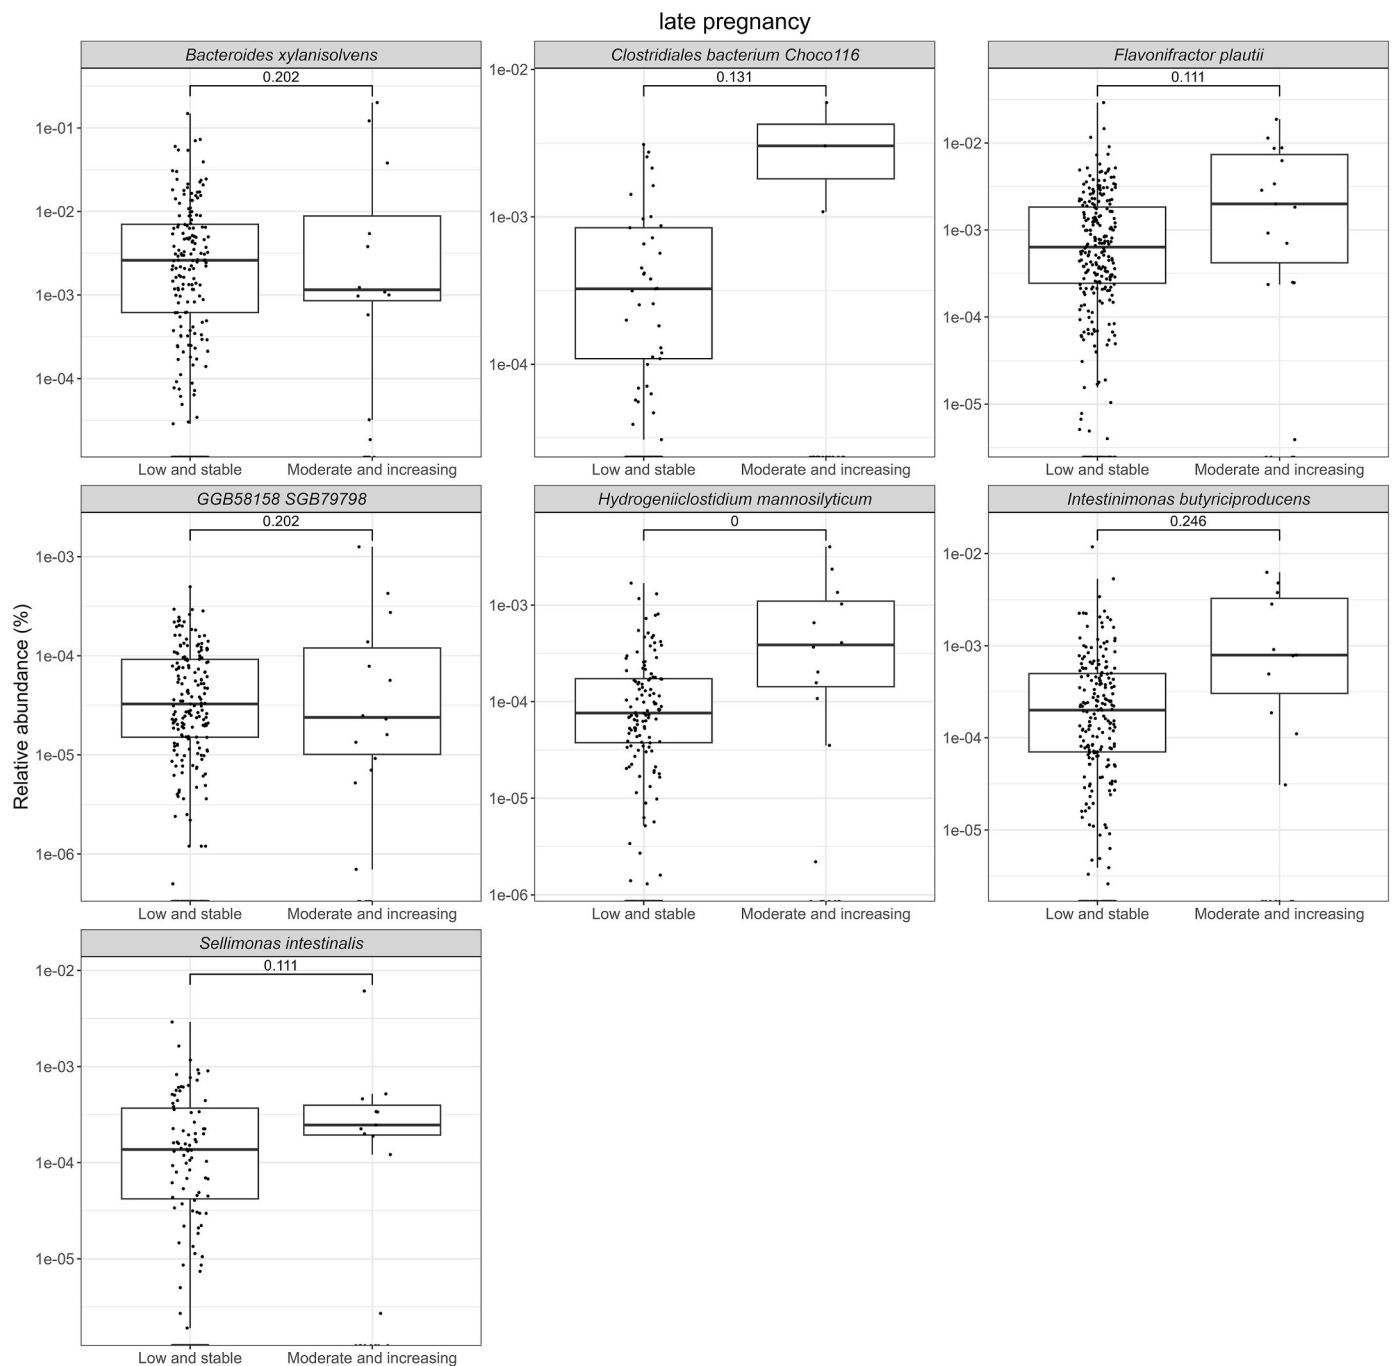 late pregnancy
Bacteroides xylanisolvens
Clostridiales bacterium Choco116
Flavonifractor plautii
0.202
0.131
0.111
1e-01
1e-02
1e-03
1e-04
1e-02
1e-03
1e-04
1e-02
1e-03
1e-04
1e-05
Low and stable
Moderate and increasing
Low and stable
Moderate and increasing
Low and stable
Moderate and increasing
GGB58158 SGB79798
Hydrogeniiclostidium mannosilyticum
Intestinimonas butyriciproducens
0.202
0
0.246
1e-03
1e-04
1e-05
1e-06
1e-03
1e-04
1e-05
1e-06
1e-02
1e-03
1e-04
1e-05
Relative abundance (%)
Low and stable
Moderate and increasing
Low and stable
Moderate and increasing
Low and stable
Moderate and increasing
Sellimonas intestinalis
0.111
1e-02
1e-03
1e-04
1e-05
Low and stable
Moderate and increasing